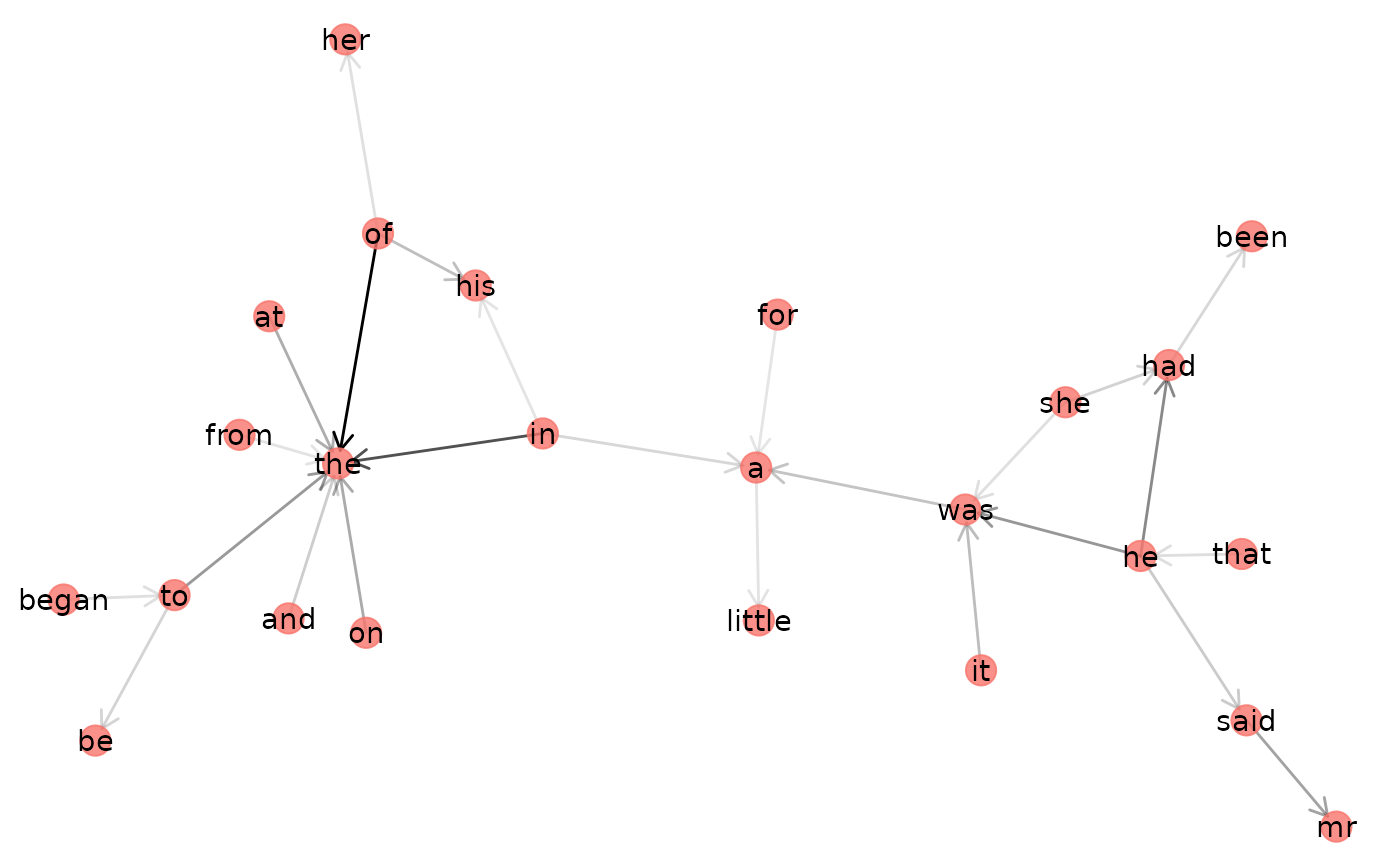 her
of
been
his
at
for
had
she
from
in
the
a
was
he
that
began
to
and
little
on
it
said
be
mr